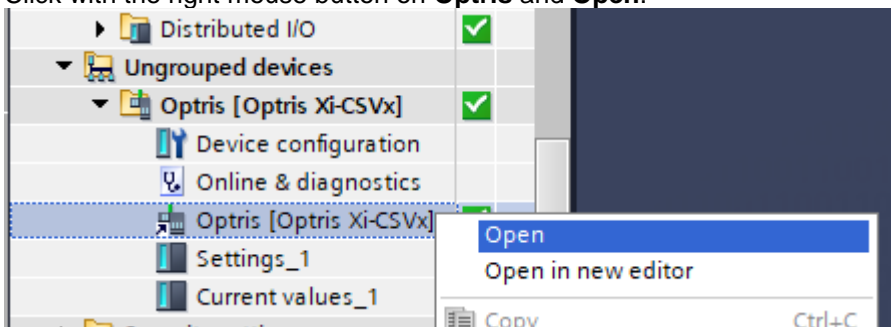 Click with the right mouse button on Optris and Open.
Distributed I/O
Ungrouped devices
Optris [Optris Xi-CSVx]
Device configuration
Online & diagnostics
Optris [Optris Xi-CSVx]
Open
Settings_1
Open in new editor
Current values_1
Copy Ctrl+C